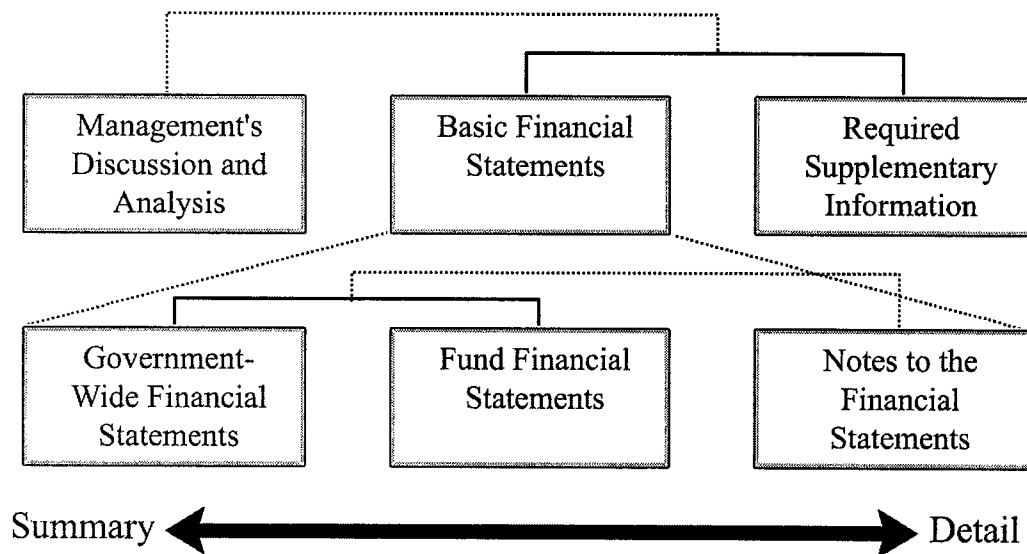 Management's
Discussion and
Analysis
Basic Financial
Statements
Required
Supplementary
Information
Government-
Wide Financial
Statements
Fund Financial
Statements
Notes to the
Financial
Statements
Summary
Detail